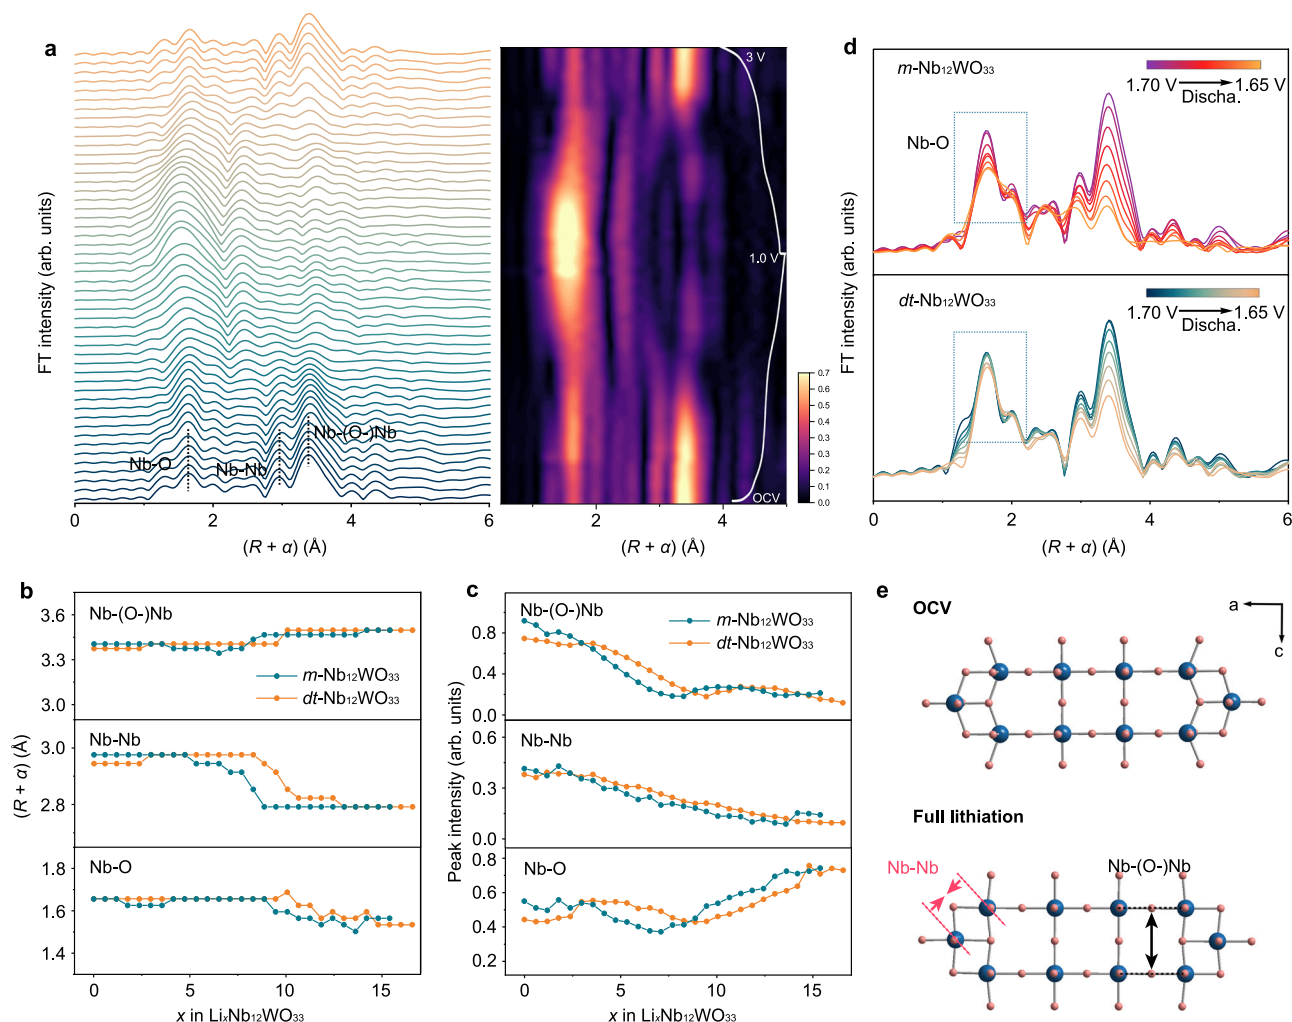 a
FT intensity (arb. units)
Nb-O
Nb-Nb
Nb-(O-)Nb
0 2 4 6
(R + α) (Å)
3 V
1.0 V
OCV
0.7
0.6
0.5
0.4
0.3
0.2
0.1
0.0
2 4 6
(R + α) (Å)
d
FT intensity (arb. units)
m-Nb₁₂WO₃₃
1.70 V 1.65 V
Discha.
Nb-O
dt-Nb₁₂WO₃₃
1.70 V 1.65 V
Discha.
0 2 4 6
(R + α) (Å)
b
(R + α) (Å)
Nb-(O-)Nb
3.6
3.3
3.0
m-Nb₁₂WO₃₃
dt-Nb₁₂WO₃₃
Nb-Nb
3.0
2.8
Nb-O
1.8
1.6
1.4
0 5 10 15
x in LiₓNb₁₂WO₃₃
c
Peak intensity (arb. units)
Nb-(O-)Nb
m-Nb₁₂WO₃₃
dt-Nb₁₂WO₃₃
0.8
0.4
0.0
Nb-Nb
0.6
0.3
0.0
Nb-O
0.8
0.6
0.4
0.2
0 5 10 15
x in LiₓNb₁₂WO₃₃
e
OCV
a
c
Full lithiation
Nb-Nb
Nb-(O-)Nb